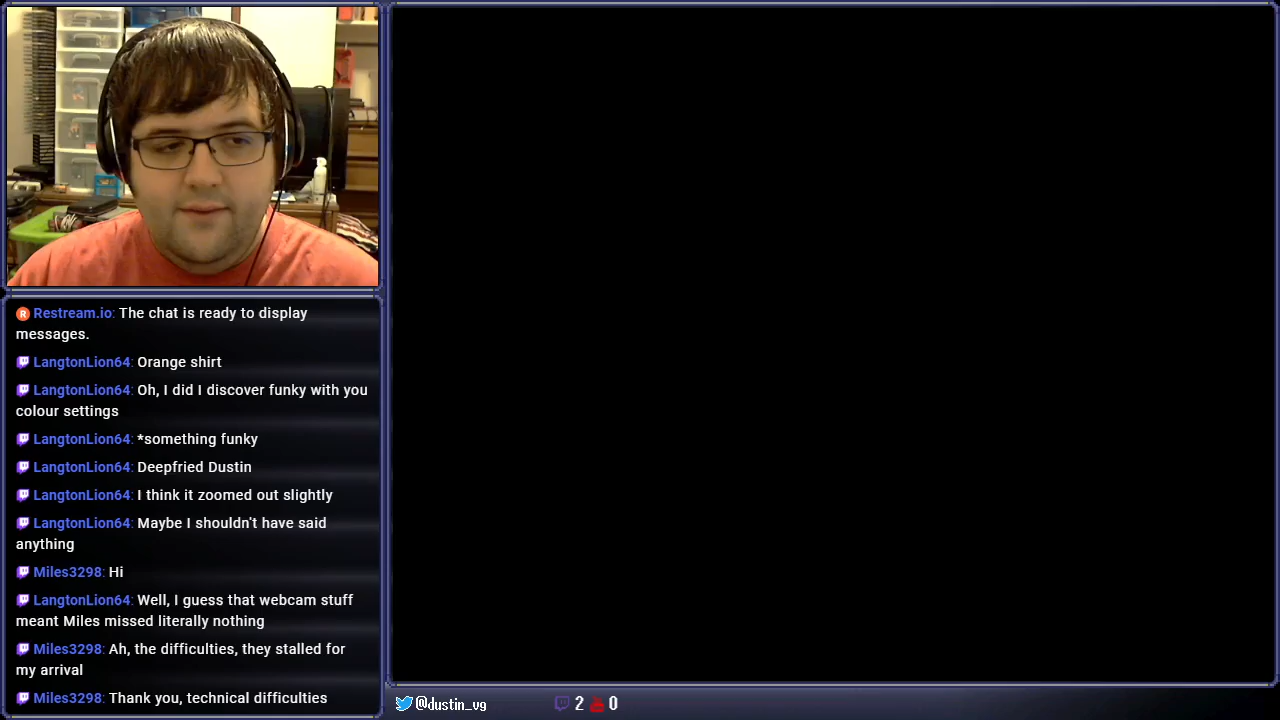 Restream.io: The chat is ready to display
messages.
LangtonLion64: Orange shirt
LangtonLion64: Oh, I did I discover funky with you
colour settings
LangtonLion64: *something funky
LangtonLion64: Deepfried Dustin
LangtonLion64: I think it zoomed out slightly
LangtonLion64: Maybe I shouldn't have said
anything
Miles3298: Hi
LangtonLion64: Well, I guess that webcam stuff
meant Miles missed literally nothing
Miles3298: Ah, the difficulties, they stalled for
my arrival
Miles3298: Thank you, technical difficulties
@dustin_vg 2 0